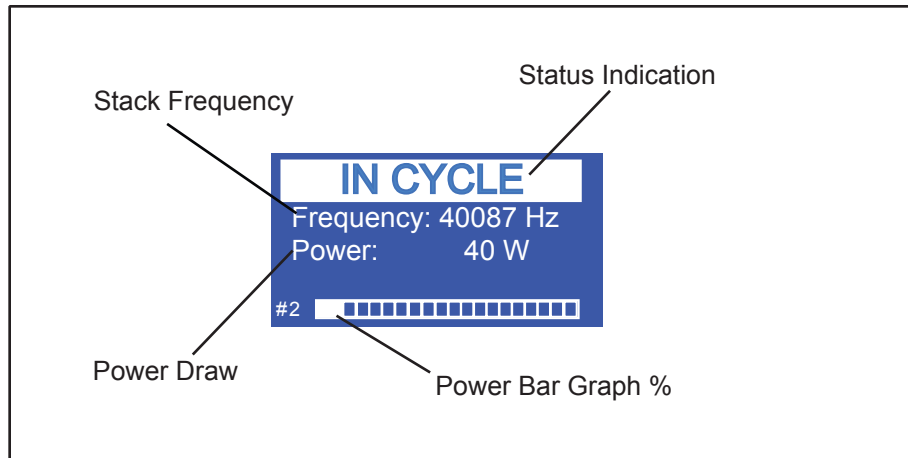 Status Indication
Stack Frequency
IN CYCLE
Frequency: 40087 Hz
Power: 40 W
#2
Power Draw
Power Bar Graph %